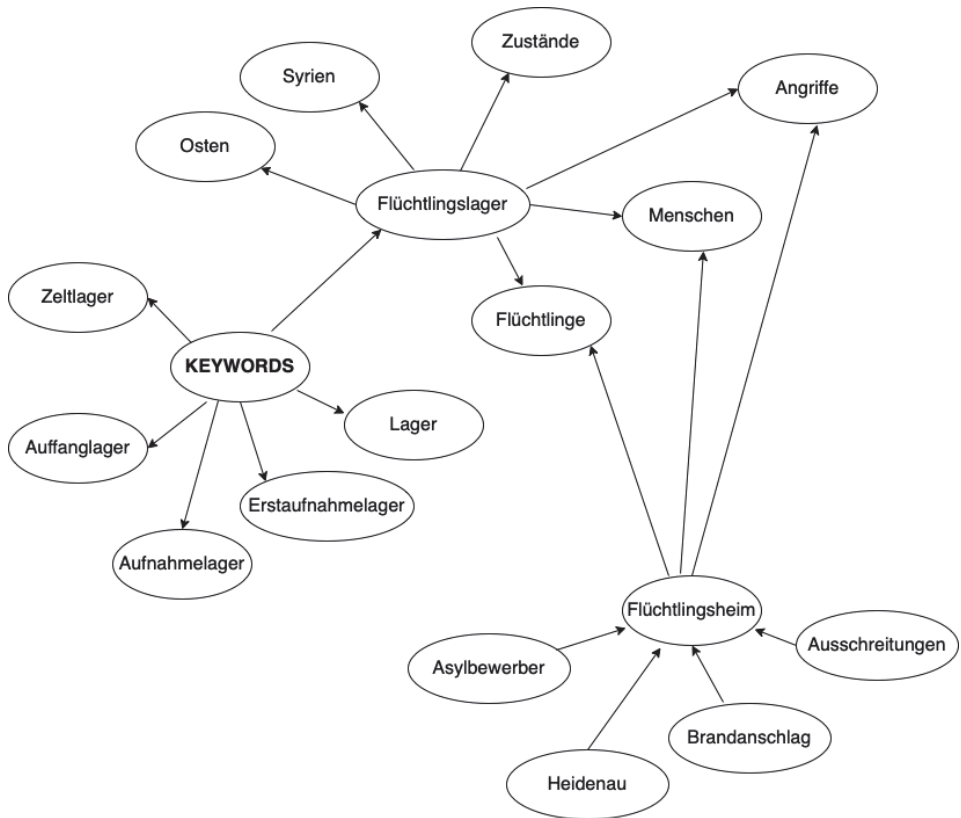 Zustände
Syrien
Angriffe
Osten
Flüchtlingslager
Menschen
Zeltlager
Flüchtlinge
KEYWORDS
Lager
Auffanglager
Erstaufnahmelager
Aufnahmelager
Flüchtlingsheim
Ausschreitungen
Asylbewerber
Brandanschlag
Heidenau